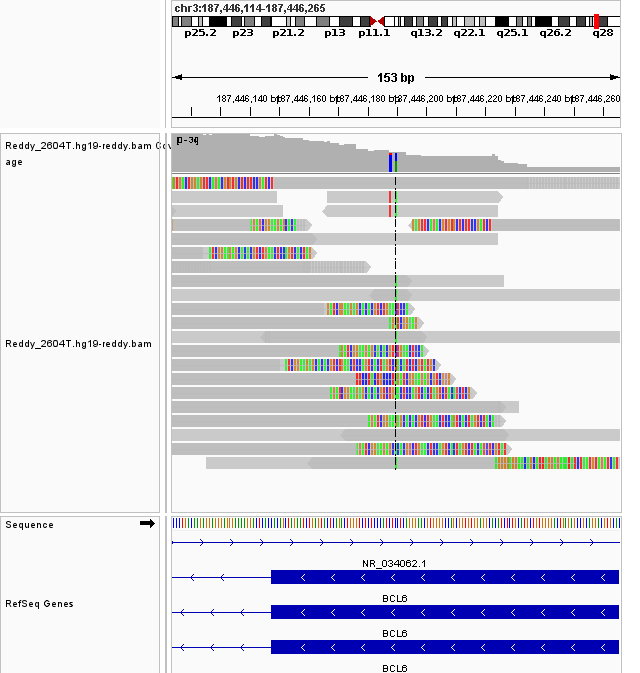 chr3:187,446,114-187,446,265
p25.2 p23 p21.2 p13 p11.1 q13.2 q22.1 q25.1 q26.2 q28
153 bp
187,446,140 bp 187,446,160 bp 187,446,180 bp 187,446,200 bp 187,446,220 bp 187,446,240 bp 187,446,260
Reddy_2604T.hg19-reddy.bam Cov
age
Reddy_2604T.hg19-reddy.bam
Sequence
NR_034062.1
RefSeq Genes
BCL6
BCL6
BCL6